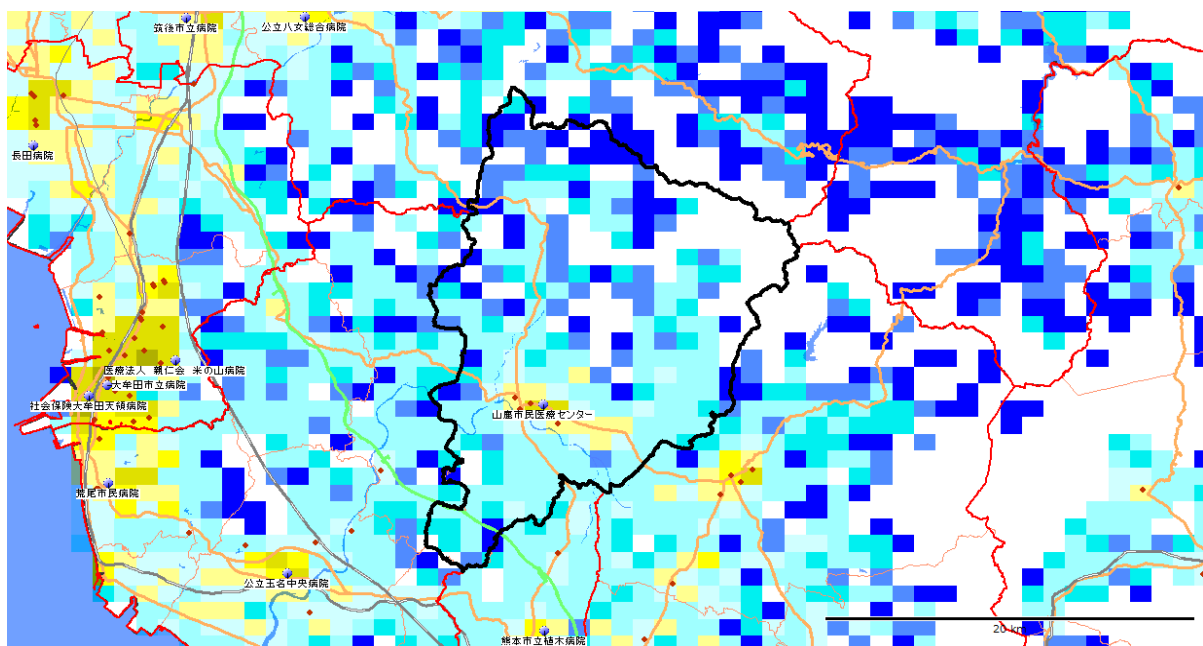 筑後市立病院
公立八女総合病院
長田病院
医療法人 親仁会 米の山病院
大牟田市立病院
社会保険大牟田天領病院
山鹿市民医療センター
荒尾市民病院
公立玉名中央病院
熊本市立植木病院
20 km